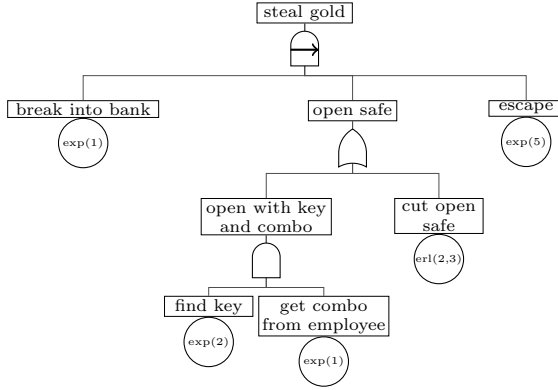 steal gold
break into bank
open safe
escape
exp(1)
exp(5)
open with key
and combo
cut open
safe
erl(2,3)
find key
get combo
from employee
exp(2)
exp(1)